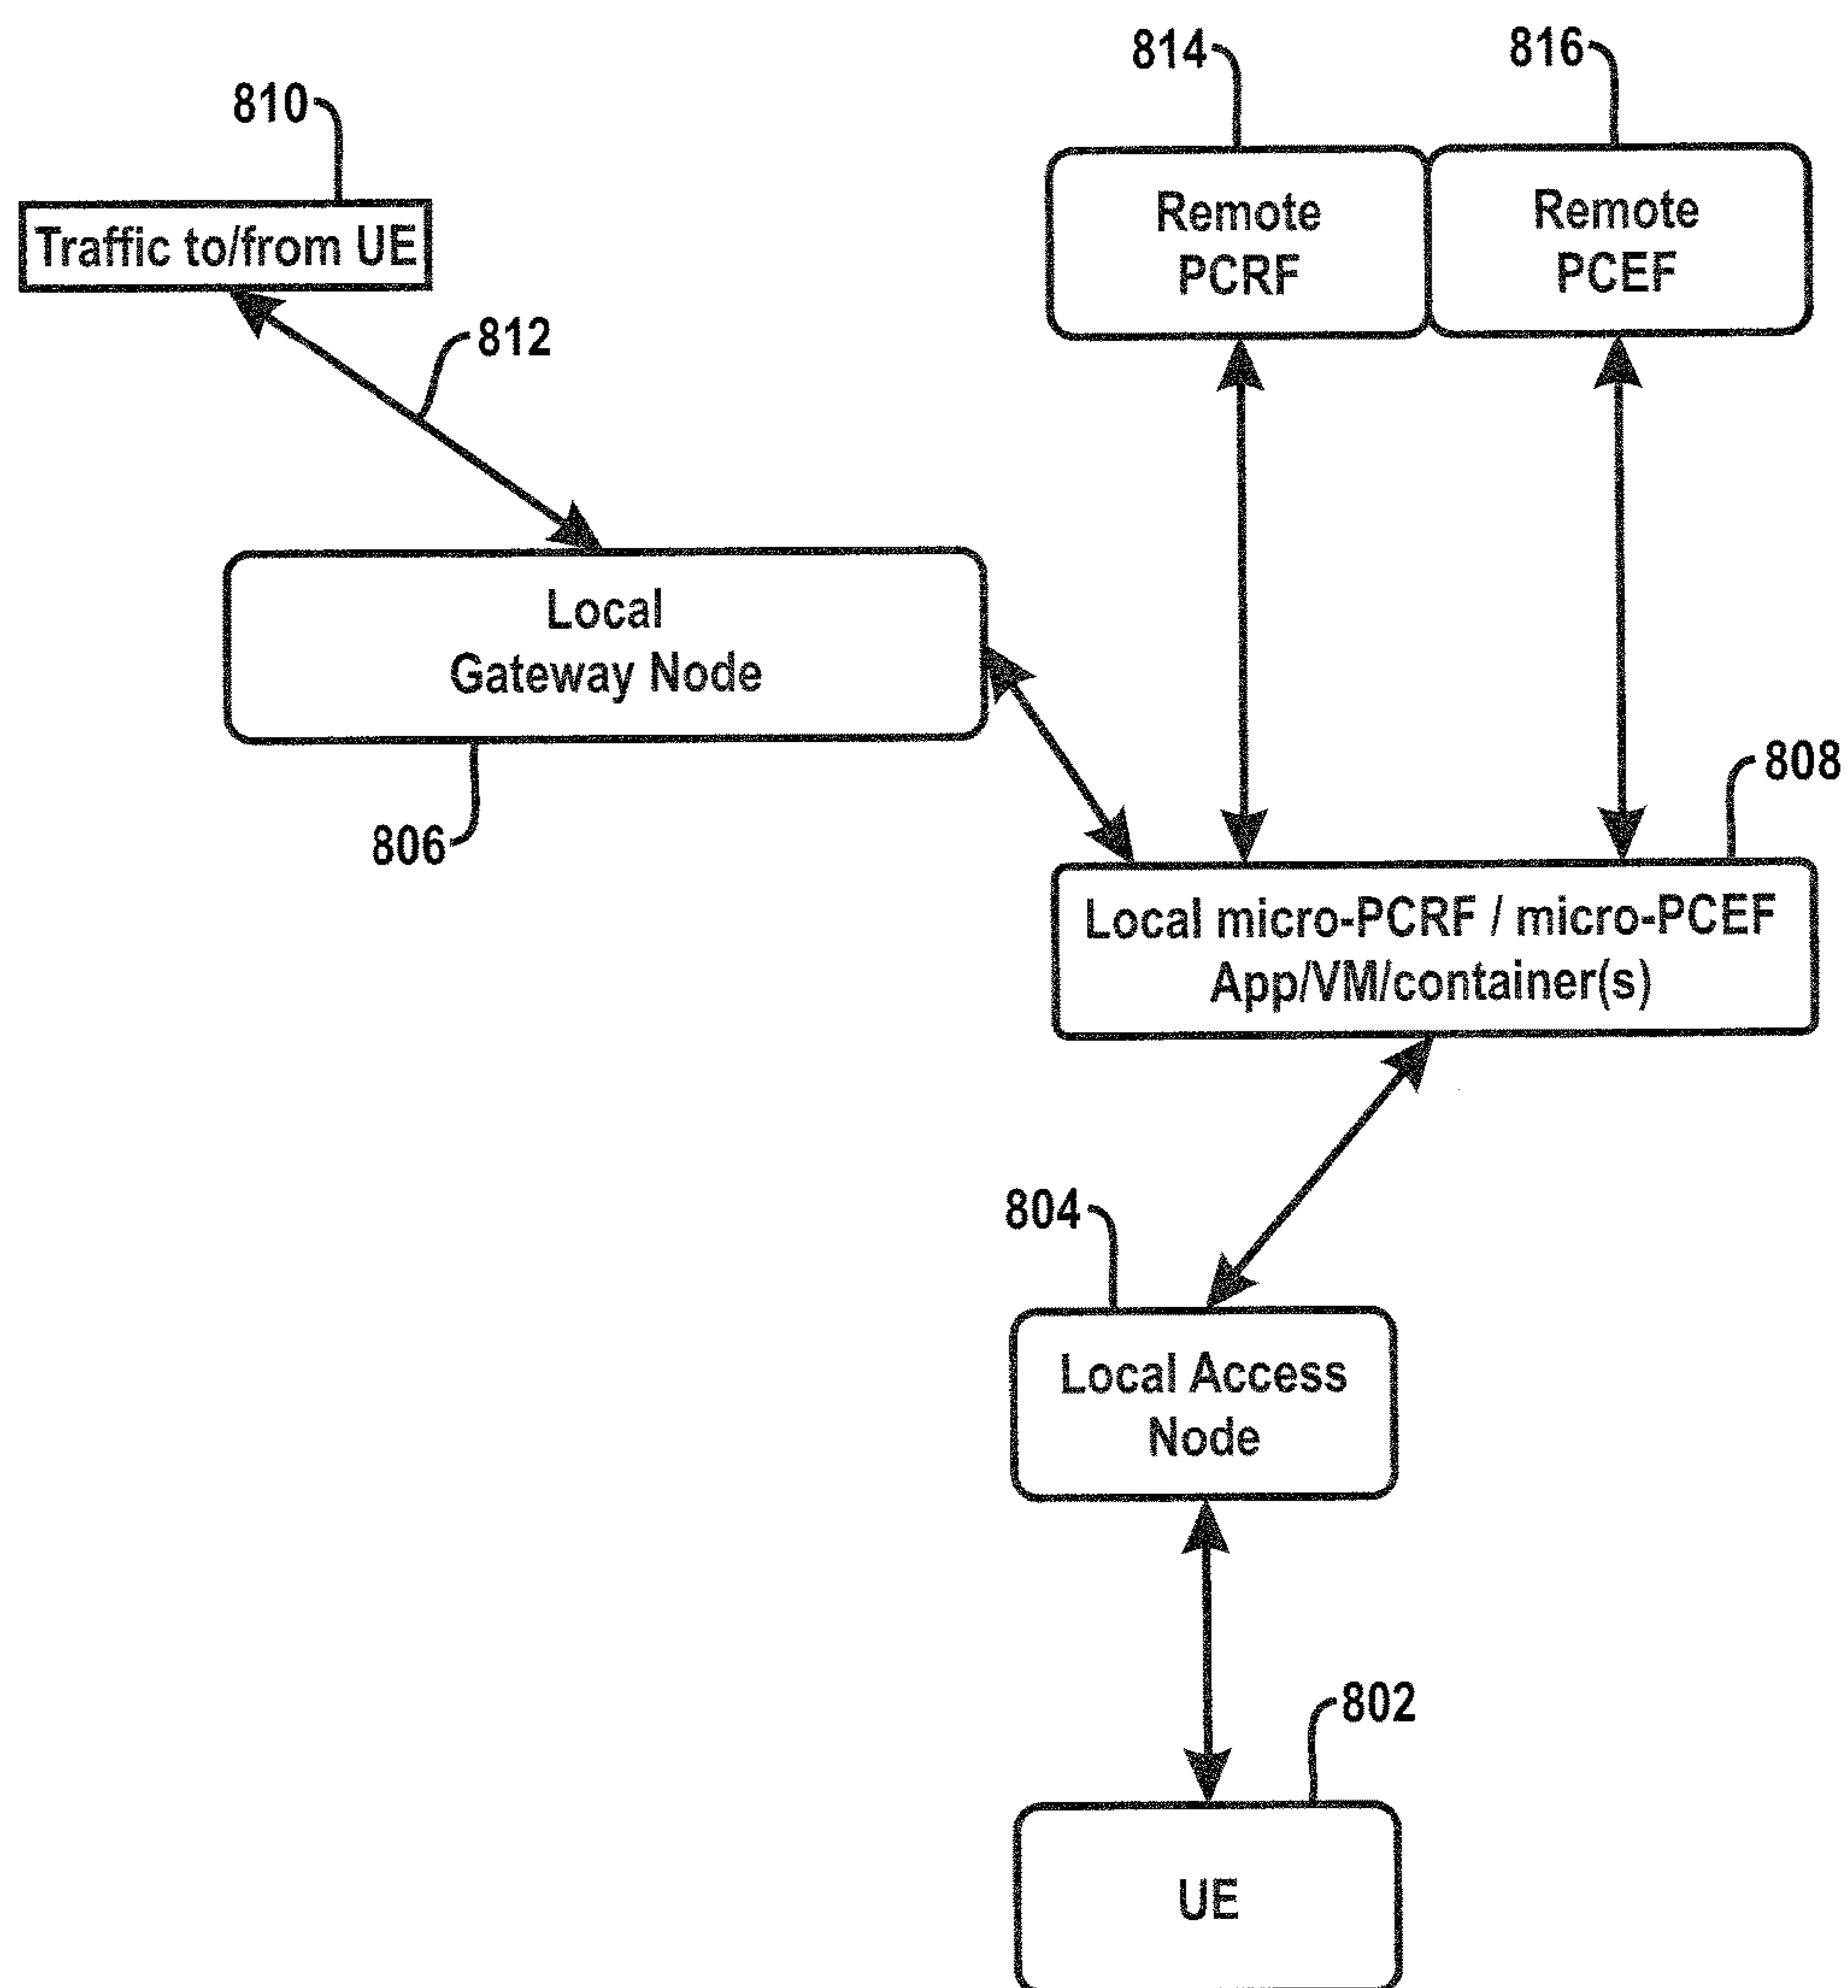 814
816
810
Remote
PCRF
Remote
PCEF
Traffic to/from UE
812
Local
Gateway Node
808
806
Local micro-PCRF / micro-PCEF
App/VM/container(s)
804
Local Access
Node
802
UE